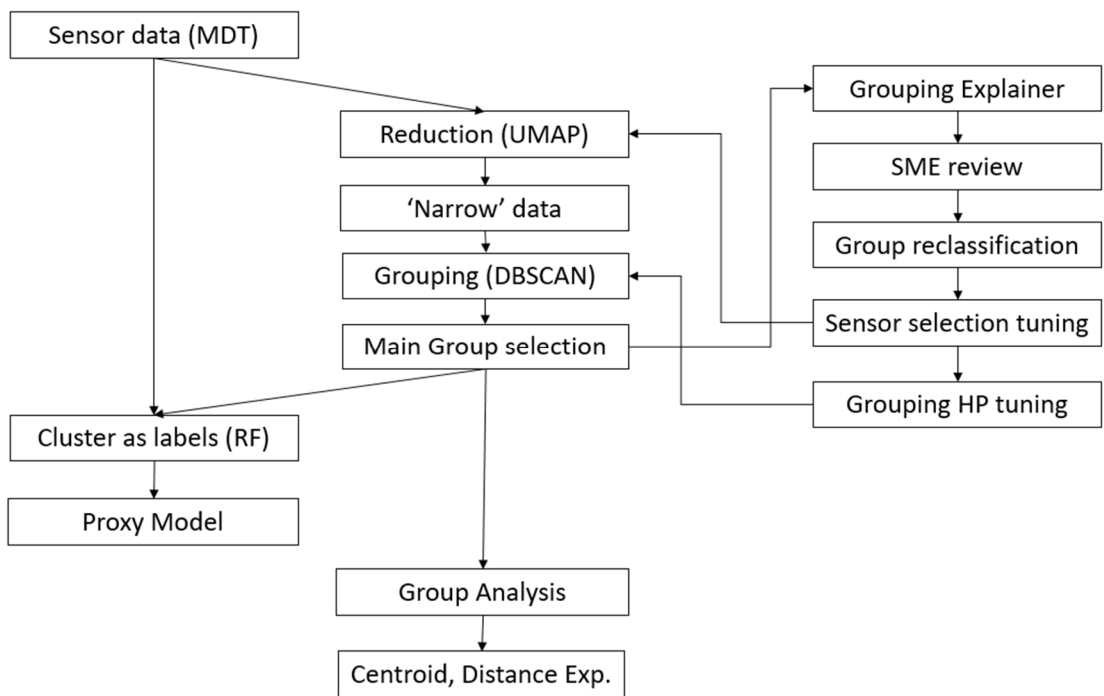 Sensor data (MDT)
Reduction (UMAP)
‘Narrow’ data
Grouping (DBSCAN)
Main Group selection
Cluster as labels (RF)
Proxy Model
Group Analysis
Centroid, Distance Exp.
Grouping Explainer
SME review
Group reclassification
Sensor selection tuning
Grouping HP tuning